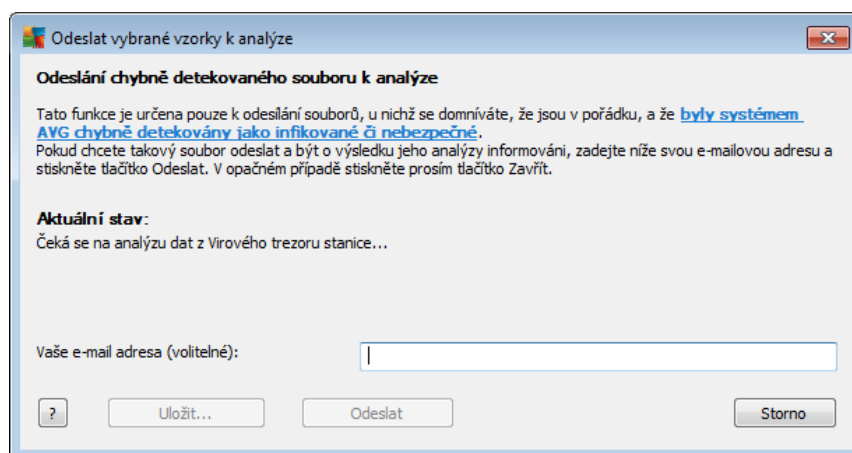 Odeslat vybrané vzorky k analýze
Odeslání chybně detekovaného souboru k analýze
Tato funkce je určena pouze k odesílání souborů, u nichž se domníváte, že jsou v pořádku, a že byly systémem
AVG chybně detekovány jako infikované či nebezpečné.
Pokud chcete takový soubor odeslat a být o výsledku jeho analýzy informováni, zadejte níže svou e-mailovou adresu a
stiskněte tlačítko Odeslat. V opačném případě stiskněte prosím tlačítko Zavřít.
Aktuální stav:
Čeká se na analýzu dat z Virového trezoru stanice...
Vaše e-mail adresa (volitelné):
? Uložit... Odeslat Storno